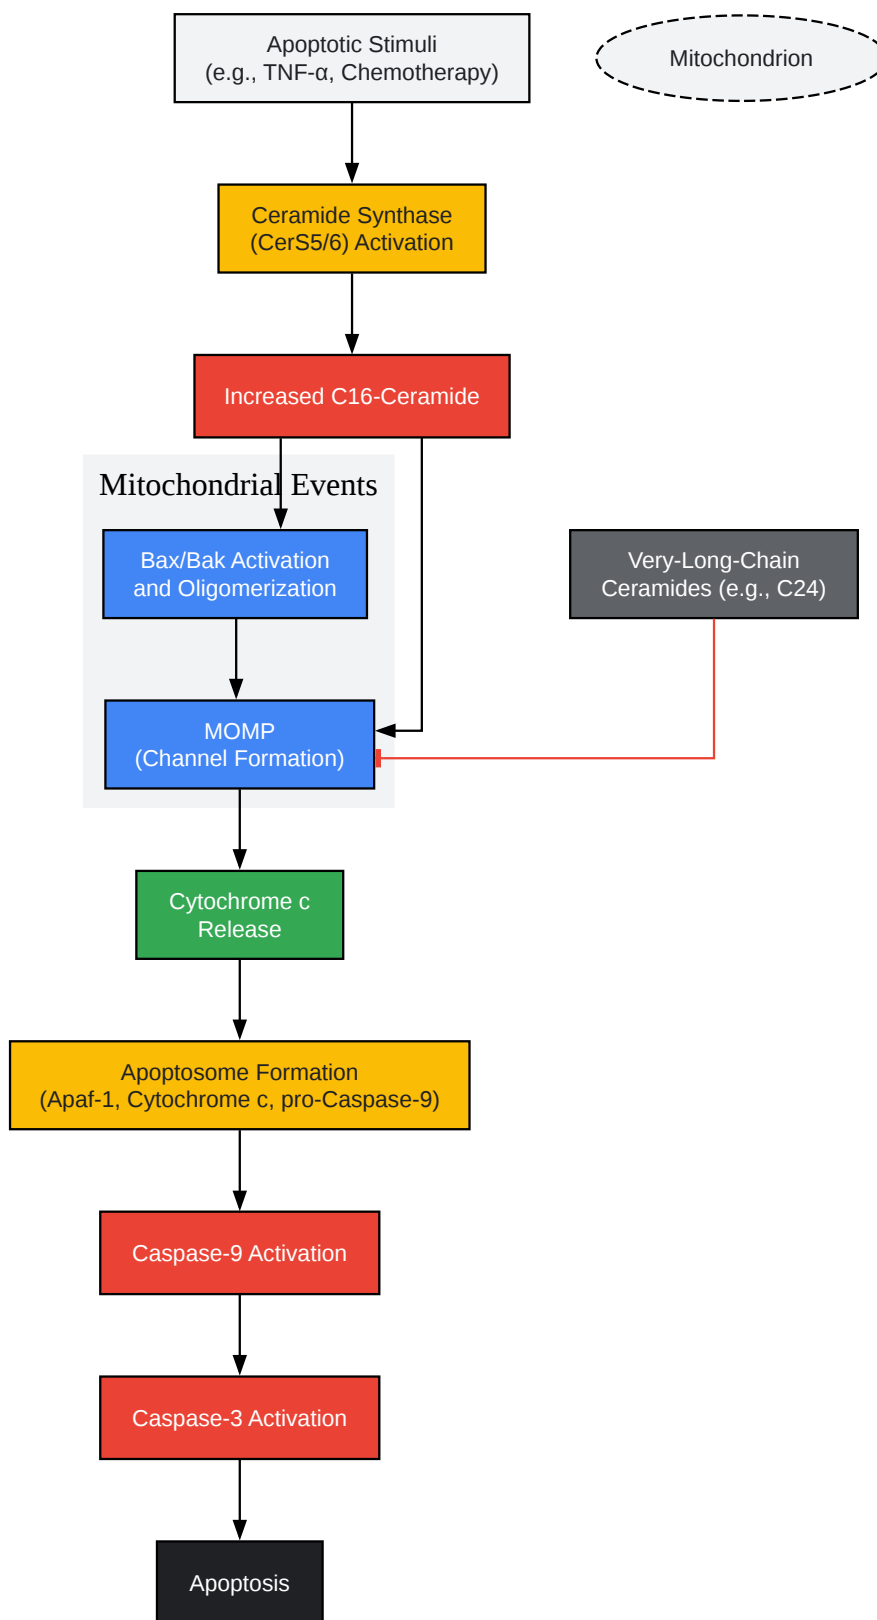 Apoptotic Stimuli
(e.g., TNF-α, Chemotherapy)
Mitochondrion
Ceramide Synthase
(CerS5/6) Activation
Increased C16-Ceramide
Mitochondrial Events
Bax/Bak Activation
and Oligomerization
Very-Long-Chain
Ceramides (e.g., C24)
MOMP
(Channel Formation)
Cytochrome c
Release
Apoptosome Formation
(Apaf-1, Cytochrome c, pro-Caspase-9)
Caspase-9 Activation
Caspase-3 Activation
Apoptosis